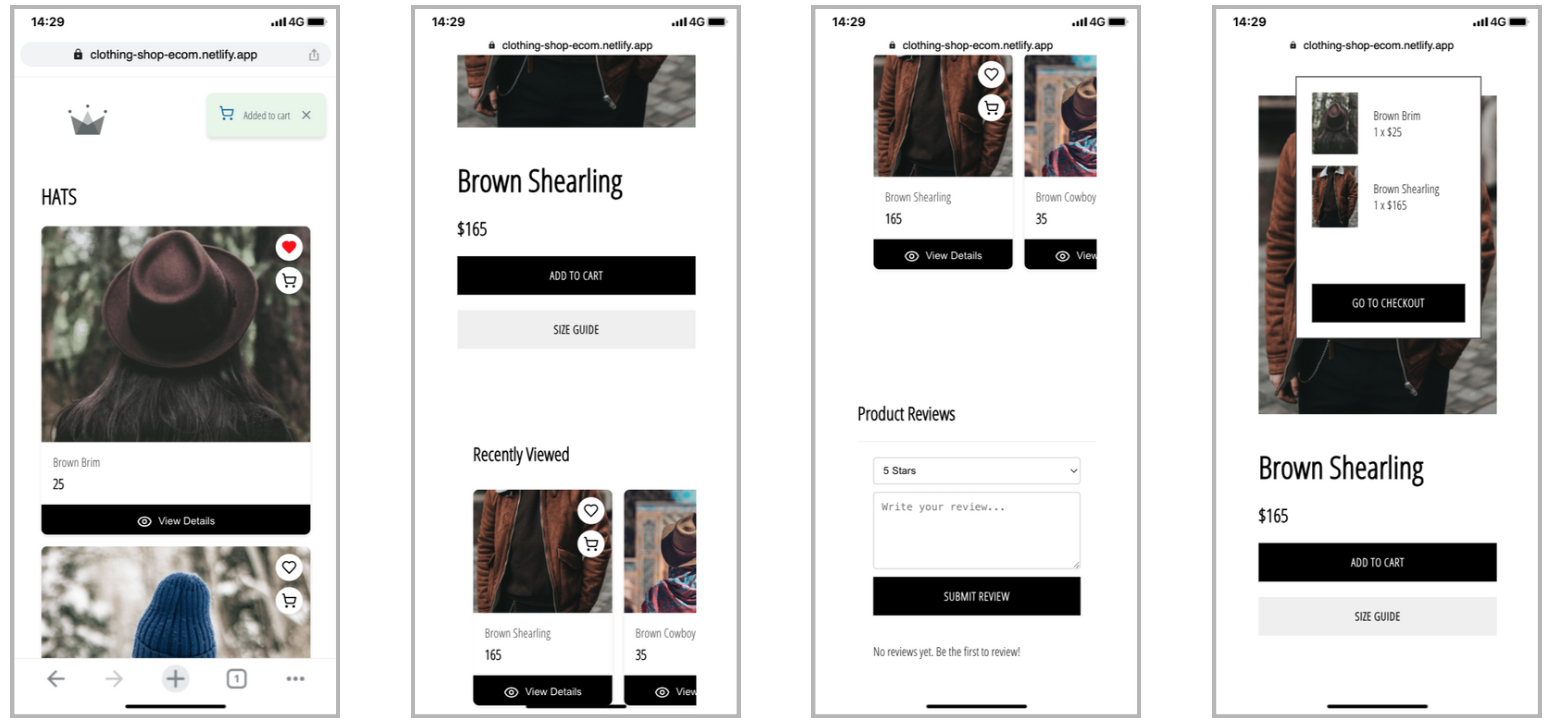 14:29
4G
clothing-shop-ecom.netlify.app
Added to cart
HATS
Brown Brim
25
View Details
1
14:29
4G
clothing-shop-ecom.netlify.app
Brown Shearling
$165
ADD TO CART
SIZE GUIDE
Recently Viewed
Brown Shearling
165
View Details
Brown Cowboy
35
View
14:29
4G
clothing-shop-ecom.netlify.app
Brown Shearling
165
View Details
Brown Cowboy
35
View
Product Reviews
5 Stars
Write your review...
SUBMIT REVIEW
No reviews yet. Be the first to review!
14:29
4G
clothing-shop-ecom.netlify.app
Brown Brim
1 x $25
Brown Shearling
1 x $165
GO TO CHECKOUT
Brown Shearling
$165
ADD TO CART
SIZE GUIDE